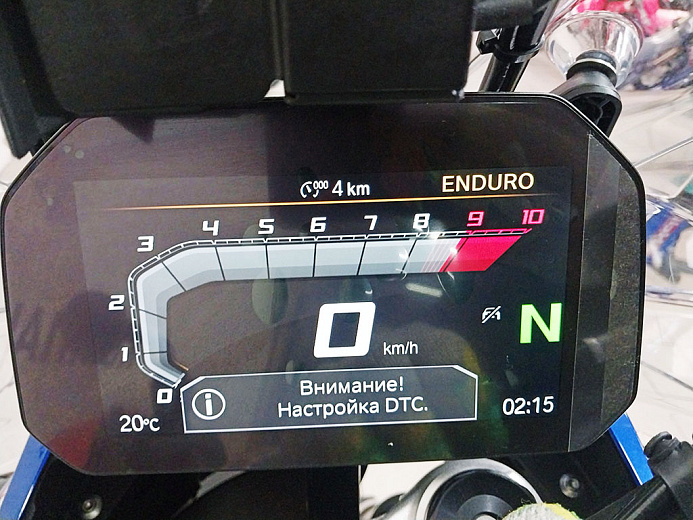 000 4 km
ENDURO
3 4 5 6 7 8 9 10
2
1
0
0 km/h
N
Внимание!
Настройка DTC.
20°C
02:15